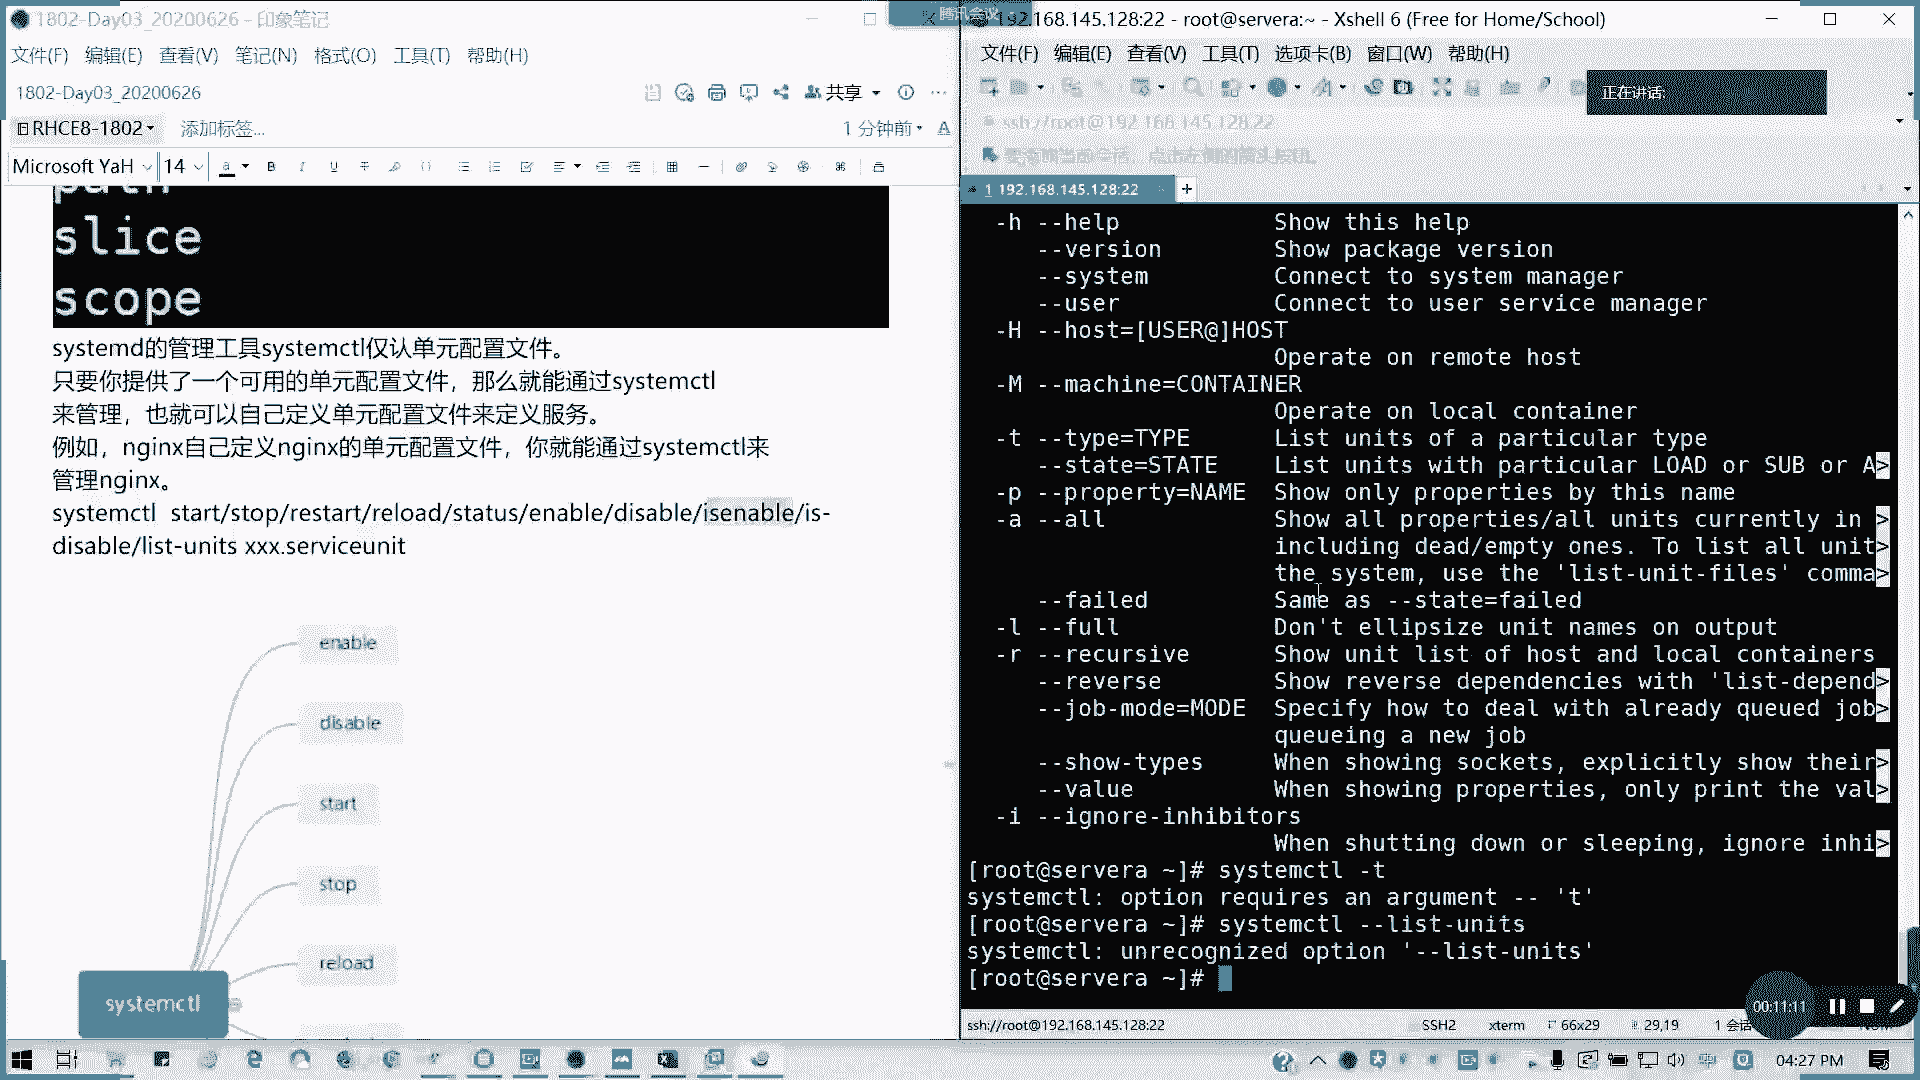 1802-Day03_20200626 - 印象笔记
文件(F) 编辑(E) 查看(V) 笔记(N) 格式(O) 工具(T) 帮助(H)
1802-Day03_20200626
共享
RHCE8-1802
添加标签...
1 分钟前
Microsoft YaH 14
path
slice
scope
systemd的管理工具systemctl仅认单元配置文件。
只要你提供了一个可用的单元配置文件，那么就能通过systemctl
来管理，也就可以自己定义单元配置文件来定义服务。
例如，nginx自己定义nginx的单元配置文件，你就能通过systemctl来
管理nginx。
systemctl start/stop/restart/reload/status/enable/disable/isenable/is-
disable/list-units xxx.serviceunit
enable
disable
start
stop
reload
systemctl
腾讯会议
192.168.145.128:22 - root@servera:~ - Xshell 6 (Free for Home/School)
文件(F) 编辑(E) 查看(V) 工具(T) 选项卡(B) 窗口(W) 帮助(H)
正在讲话:
ssh://root@192.168.145.128:22
要添加当前会话，点击左侧的箭头按钮。
1 192.168.145.128:22
-h --help Show this help
--version Show package version
--system Connect to system manager
--user Connect to user service manager
-H --host=[USER@]HOST
Operate on remote host
-M --machine=CONTAINER
Operate on local container
-t --type=TYPE List units of a particular type
--state=STATE List units with particular LOAD or SUB or A>
-p --property=NAME Show only properties by this name
-a --all Show all properties/all units currently in >
including dead/empty ones. To list all unit>
the system, use the 'list-unit-files' comma>
--failed Same as --state=failed
-l --full Don't ellipsize unit names on output
-r --recursive Show unit list of host and local containers
--reverse Show reverse dependencies with 'list-depend>
--job-mode=MODE Specify how to deal with already queued job>
queueing a new job
--show-types When showing sockets, explicitly show their>
--value When showing properties, only print the val>
-i --ignore-inhibitors
When shutting down or sleeping, ignore inhi>
[root@servera ~]# systemctl -t
systemctl: option requires an argument -- 't'
[root@servera ~]# systemctl --list-units
systemctl: unrecognized option '--list-units'
[root@servera ~]#
00:11:11
ssh://root@192.168.145.128:22 SSH2 xterm 66x29 29,19 1 会话
04:27 PM